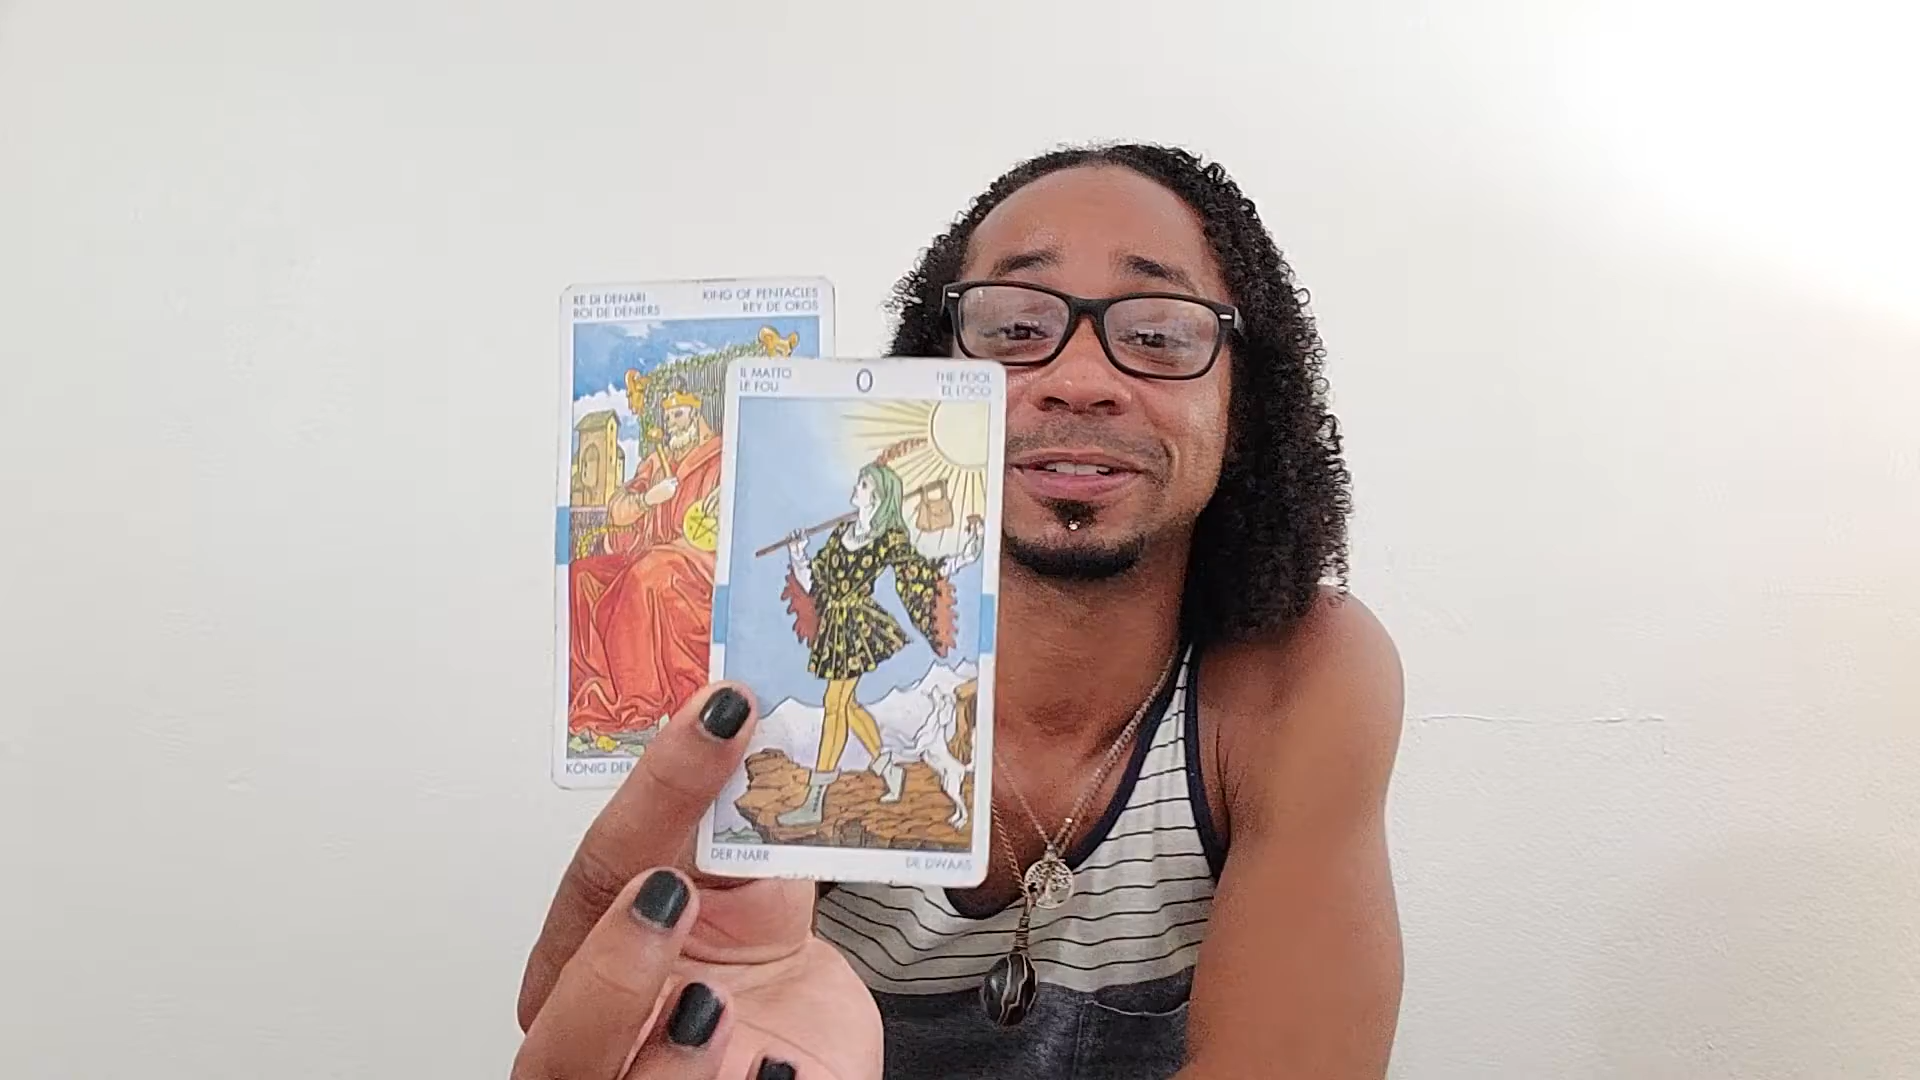 RE DI DENARI
ROI DE DENIERS
KING OF PENTACLES
REY DE OROS
KÖNIG DER
IL MATTO
LE FOU
0
THE FOOL
EL LOCO
DER NARR
DE DWAAS